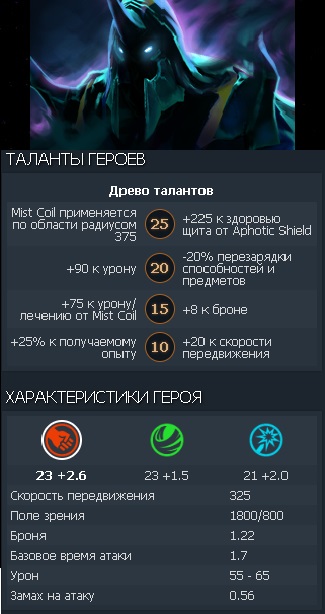 ТАЛАНТЫ ГЕРОЕВ
Древо талантов
Mist Coil применяется
по области радиусом
375
25
+225 к здоровью
щита от Aphotic Shield
+90 к урону
20
-20% перезарядки
способностей и
предметов
+75 к урону/
лечению от Mist Coil
15
+8 к броне
+25% к получаемому
опыту
10
+20 к скорости
передвижения
ХАРАКТЕРИСТИКИ ГЕРОЯ
23 +2.6 23 +1.5 21 +2.0
Скорость передвижения 325
Поле зрения 1800/800
Броня 1.22
Базовое время атаки 1.7
Урон 55 - 65
Замах на атаку 0.56